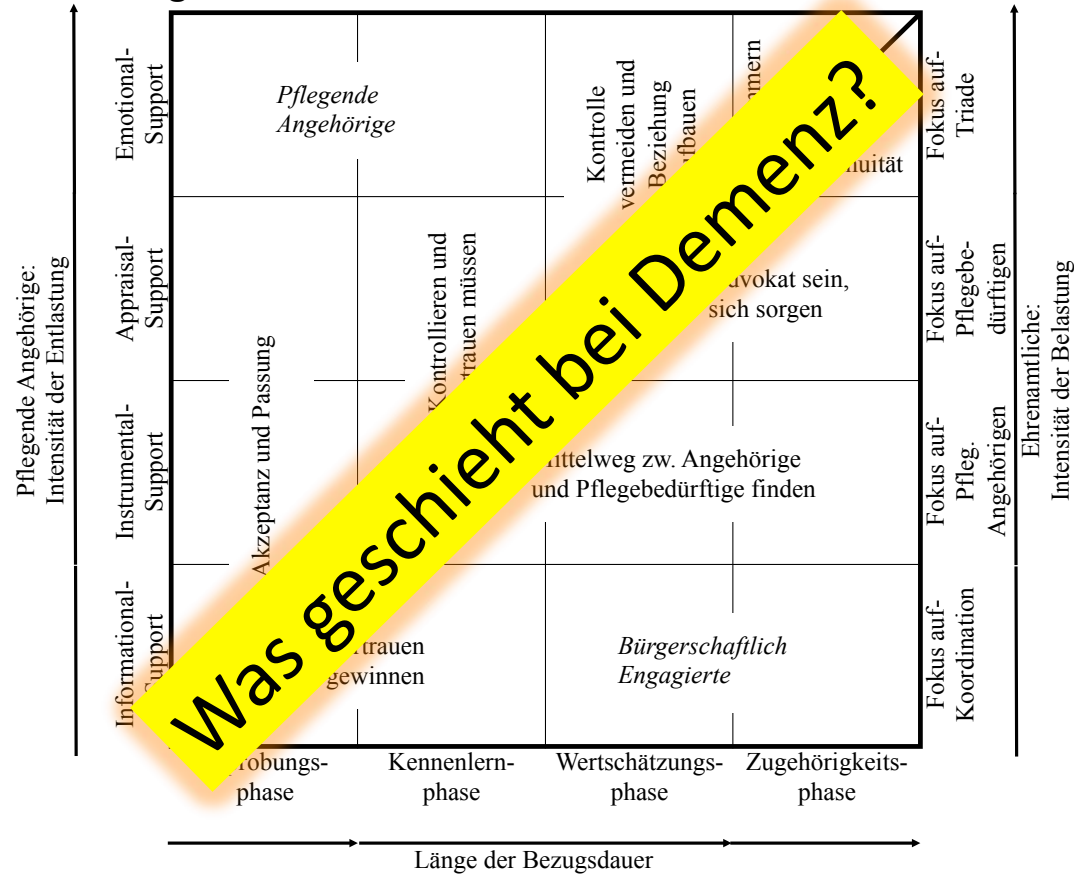 Pflegende Angehörige:
Intensität der Entlastung
Emotional-
Support
Appraisal-
Support
Instrumental-
Support
Informational-
Support
Pflegende
Angehörige
Kontrolle
vermeiden und
Beziehung
Kontrollieren und
müssen
sich sorgen
sein,
Akzeptanz und Passung
zw. Angehörige
und Pflegebedürftige finden
gewinnen
Bürgerschaftlich
Engagierte
Was geschieht bei Demenz?
Fokus auf-
Triade
Fokus auf-
Pflegebe-
dürftigen
Fokus auf-
Pfleg.
Angehörigen
Fokus auf-
Koordination
Ehrenamtliche:
Intensität der Belastung
phase
Kennenlern-
phase
Wertschätzungs-
phase
Zugehörigkeits-
phase
Länge der Bezugsdauer